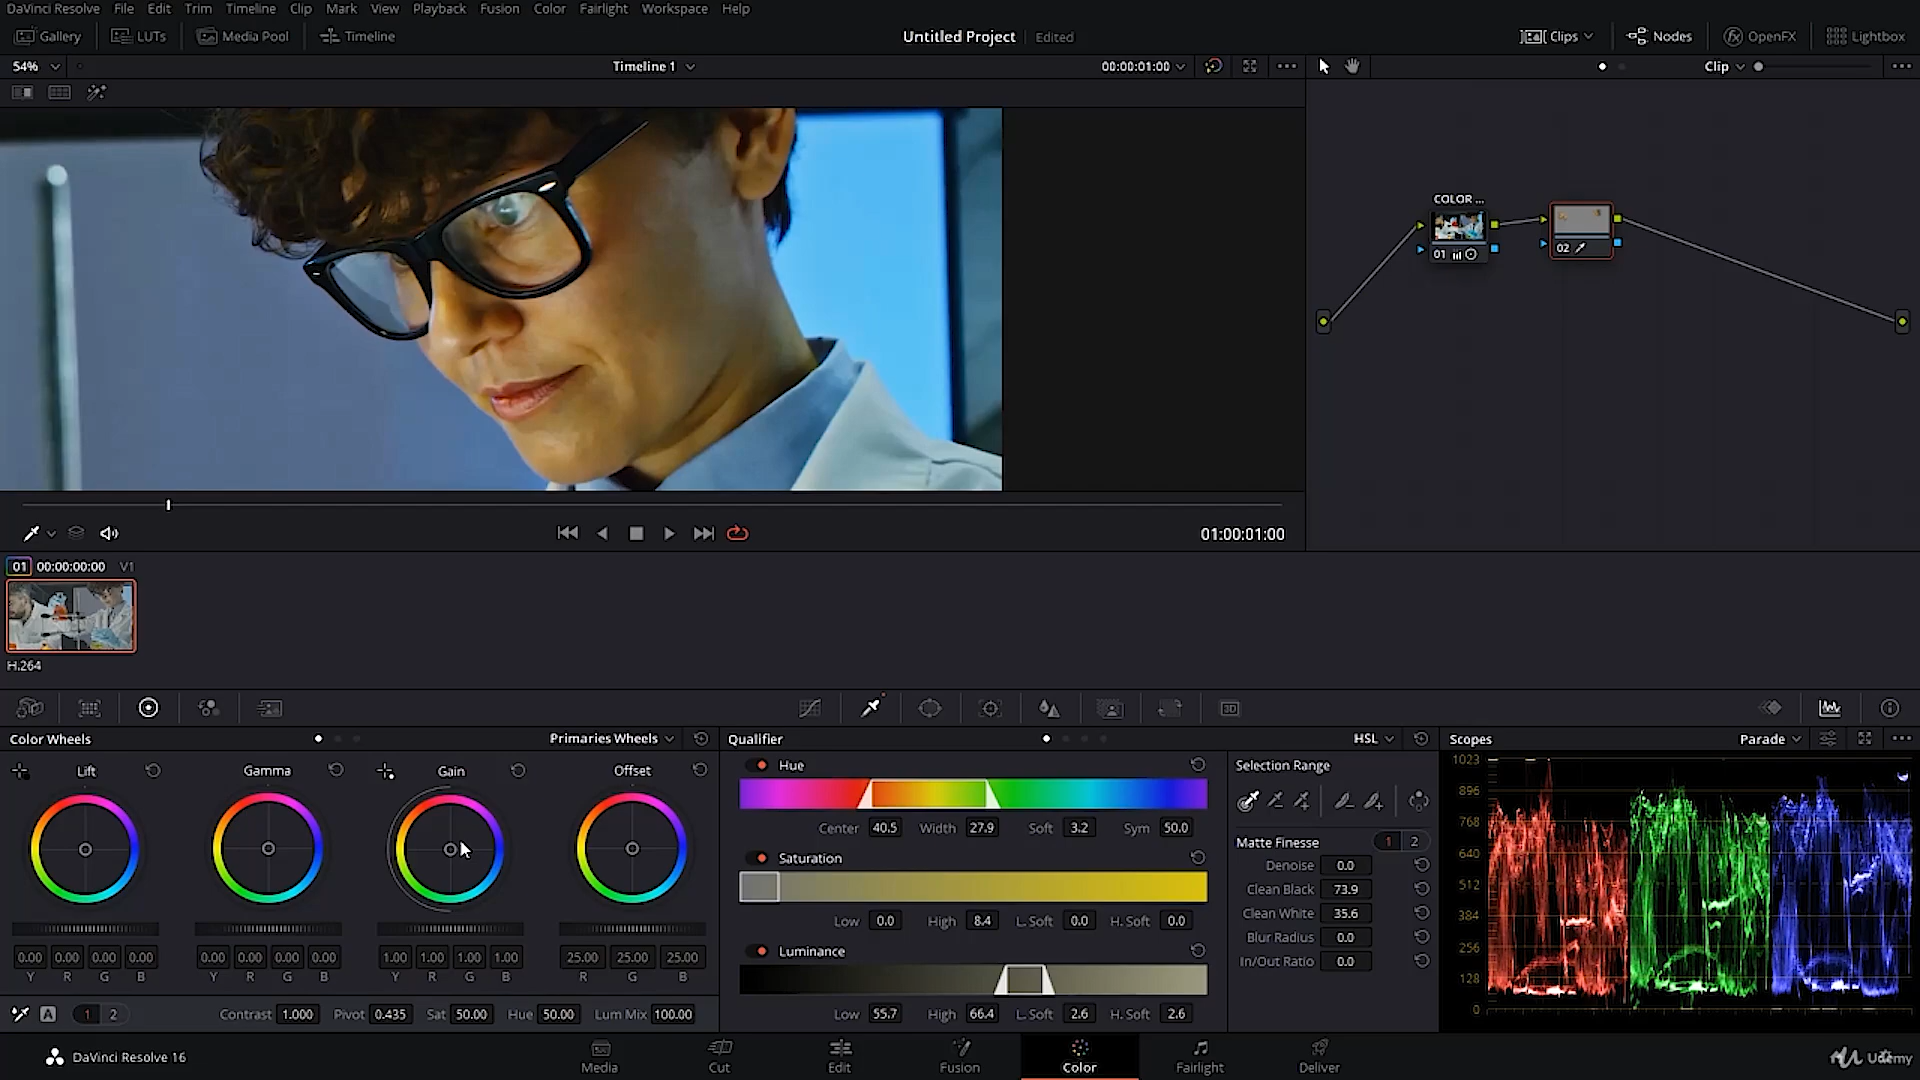 DaVinci Resolve File Edit Trim Timeline Clip Mark View Playback Fusion Color Fairlight Workspace Help
Gallery LUTs Media Pool Timeline Untitled Project Edited Clips Nodes OpenFX Lightbox
54% Timeline 1 00:00:01:00 Clip
COLOR ...
01
02
01:00:01:00
01 00:00:00:00 V1
H.264
3D
Color Wheels Primaries Wheels Qualifier HSL Scopes Parade
Lift Gamma Gain Offset
0.00 0.00 0.00 0.00 0.00 0.00 0.00 0.00 1.00 1.00 1.00 1.00 25.00 25.00 25.00
Y R G B Y R G B Y R G B R G B
A 1 2 Contrast 1.000 Pivot 0.435 Sat 50.00 Hue 50.00 Lum Mix 100.00
Hue
Center 40.5 Width 27.9 Soft 3.2 Sym 50.0
Saturation
Low 0.0 High 8.4 L. Soft 0.0 H. Soft 0.0
Luminance
Low 55.7 High 66.4 L. Soft 2.6 H. Soft 2.6
Selection Range
Matte Finesse 1 2
Denoise 0.0
Clean Black 73.9
Clean White 35.6
Blur Radius 0.0
In/Out Ratio 0.0
1023
896
768
640
512
384
256
128
0
DaVinci Resolve 16 Media Cut Edit Fusion Color Fairlight Deliver Udemy